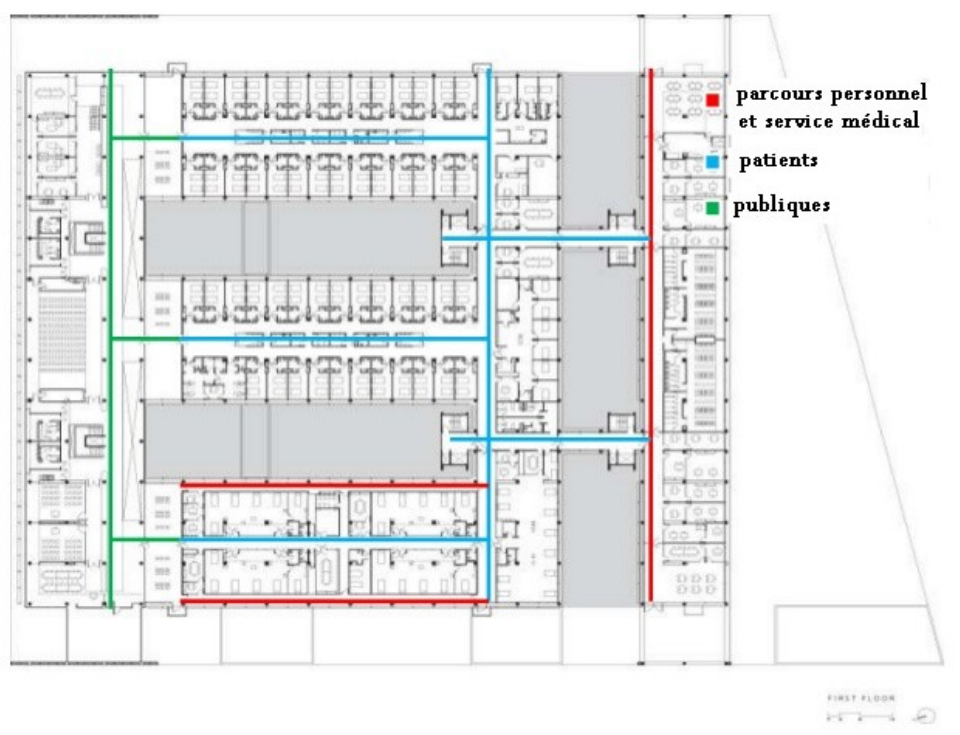 parcours personnel
et service médical
patients
publiques
FIRST FLOOR